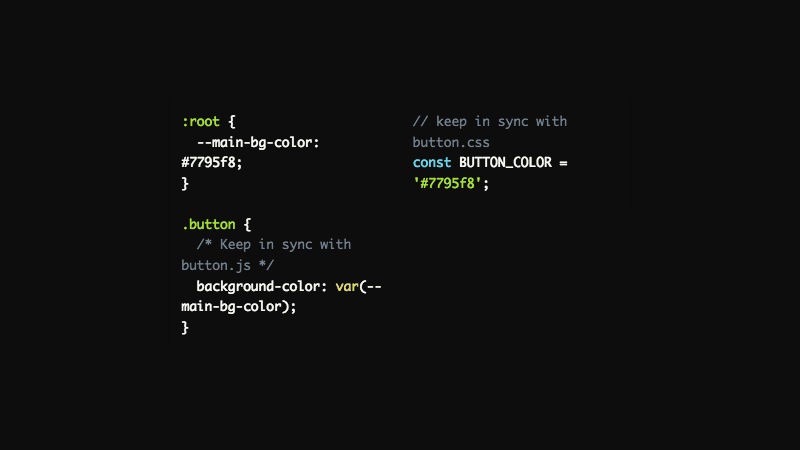 :root {
  --main-bg-color:
#7795f8;
}

.button {
  /* Keep in sync with
button.js */
  background-color: var(--
main-bg-color);
}
// keep in sync with
button.css
const BUTTON_COLOR =
'#7795f8';